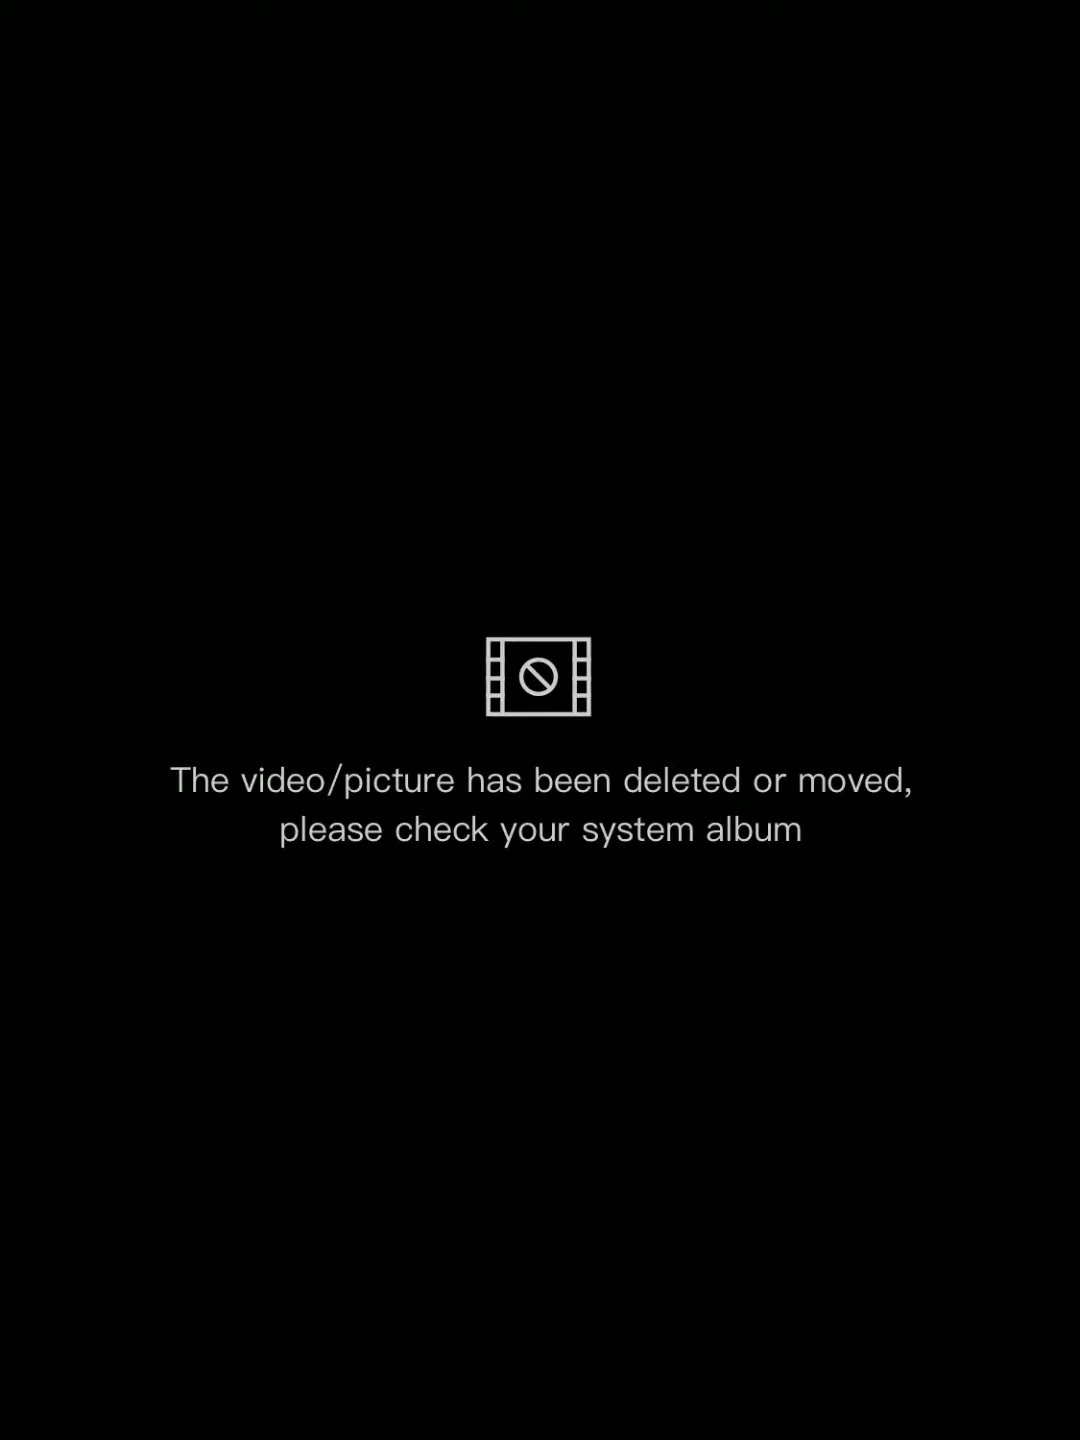 The video/picture has been deleted or moved,
please check your system album